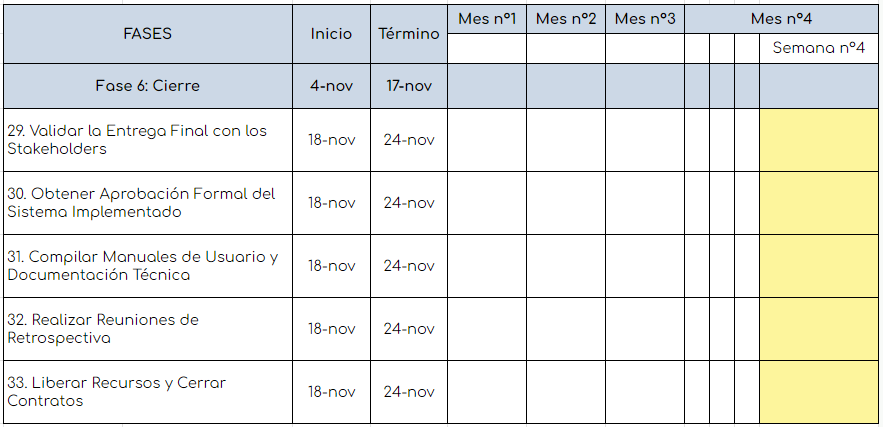 FASES Inicio Término Mes nº1 Mes nº2 Mes nº3 Mes nº4
Semana nº4
Fase 6: Cierre 4-nov 17-nov
29. Validar la Entrega Final con los
Stakeholders 18-nov 24-nov
30. Obtener Aprobación Formal del
Sistema Implementado 18-nov 24-nov
31. Compilar Manuales de Usuario y
Documentación Técnica 18-nov 24-nov
32. Realizar Reuniones de
Retrospectiva 18-nov 24-nov
33. Liberar Recursos y Cerrar
Contratos 18-nov 24-nov